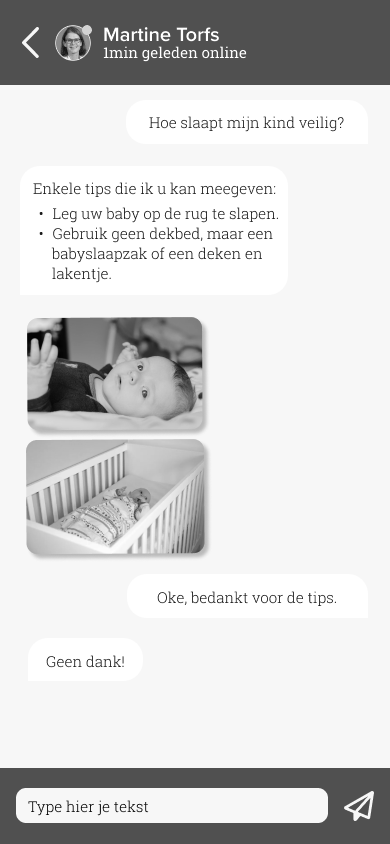 Martine Torfs
1min geleden online
Hoe slaapt mijn kind veilig?
Enkele tips die ik u kan meegeven:
• Leg uw baby op de rug te slapen.
• Gebruik geen dekbed, maar een
babyslaapzak of een deken en
lakentje.
Oke, bedankt voor de tips.
Geen dank!
Type hier je tekst